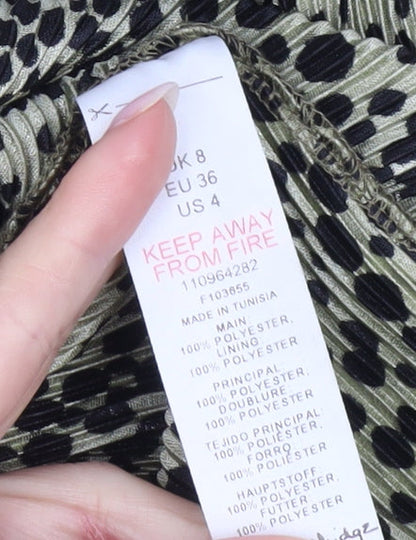 UK 8
EU 36
US 4
KEEP AWAY
FROM FIRE
110964282
F103655
MADE IN TUNISIA
MAIN
100% POLYESTER,
LINING
100% POLYESTER
PRINCIPAL
100% POLYESTER,
DOUBLURE
100% POLYESTER
TEJIDO PRINCIPAL
100% POLIÉSTER,
FORRO
100% POLIÉSTER
HAUPTSTOFF
100% POLYESTER,
FUTTER
100% POLYESTER